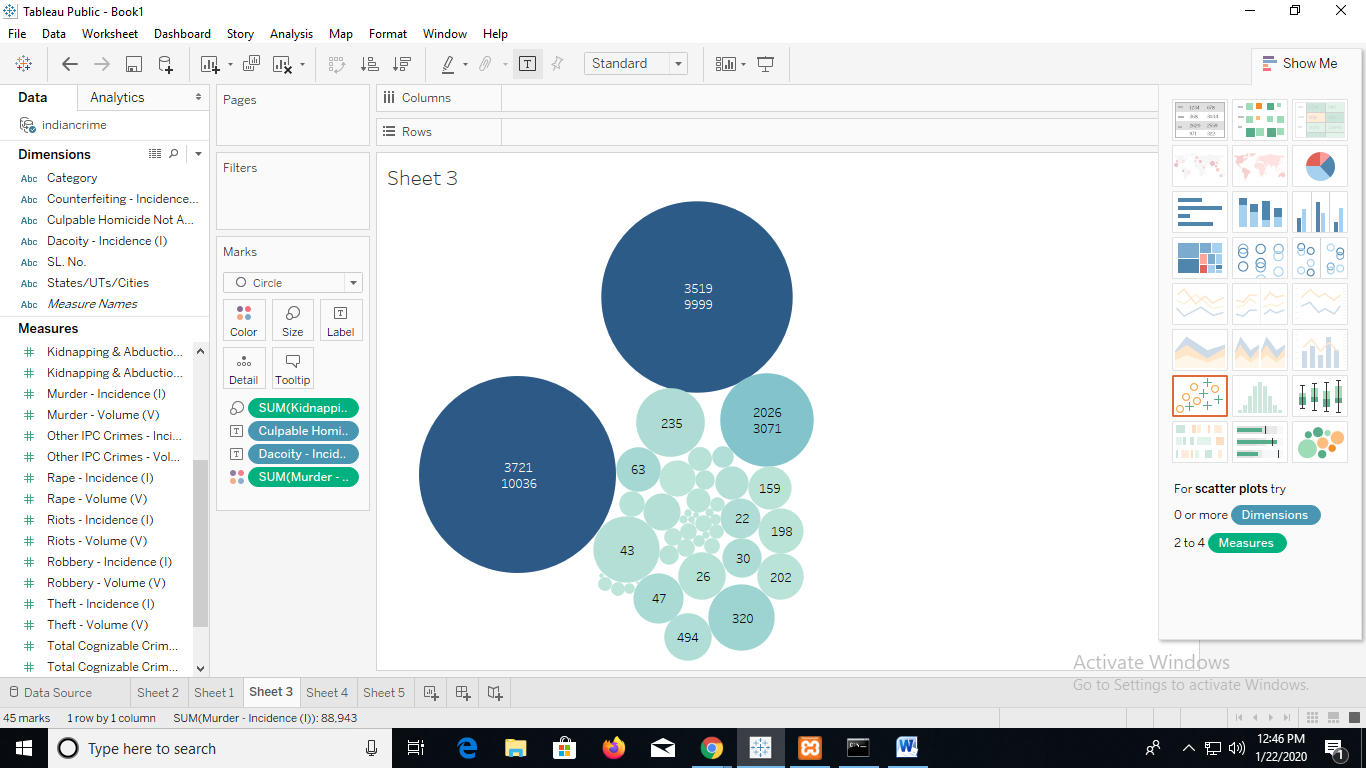 Tableau Public - Book1
File Data Worksheet Dashboard Story Analysis Map Format Window Help
Standard
Show Me
Data Analytics
indiancrime
Dimensions
Abc Category
Abc Counterfeiting - Incidence...
Abc Culpable Homicide Not A...
Abc Dacoity - Incidence (I)
Abc SL. No.
Abc States/UTs/Cities
Abc Measure Names
Measures
# Kidnapping & Abductio...
# Kidnapping & Abductio...
# Murder - Incidence (I)
# Murder - Volume (V)
# Other IPC Crimes - Inci...
# Other IPC Crimes - Vol...
# Rape - Incidence (I)
# Rape - Volume (V)
# Riots - Incidence (I)
# Riots - Volume (V)
# Robbery - Incidence (I)
# Robbery - Volume (V)
# Theft - Incidence (I)
# Theft - Volume (V)
# Total Cognizable Crim...
# Total Cognizable Crim...
Pages
Filters
Marks
Circle
Color Size Label
Detail Tooltip
SUM(Kidnappi..
Culpable Homi..
Dacoity - Incid..
SUM(Murder - ..
Columns
Rows
Sheet 3
3519
9999
235
2026
3071
3721
10036
63
159
22
198
43
30
26
202
47
320
494
For scatter plots try
0 or more Dimensions
2 to 4 Measures
Activate Windows
Go to Settings to activate Windows.
Data Source Sheet 2 Sheet 1 Sheet 3 Sheet 4 Sheet 5
45 marks 1 row by 1 column SUM(Murder - Incidence (I)): 88,943
Type here to search
12:46 PM
1/22/2020
1